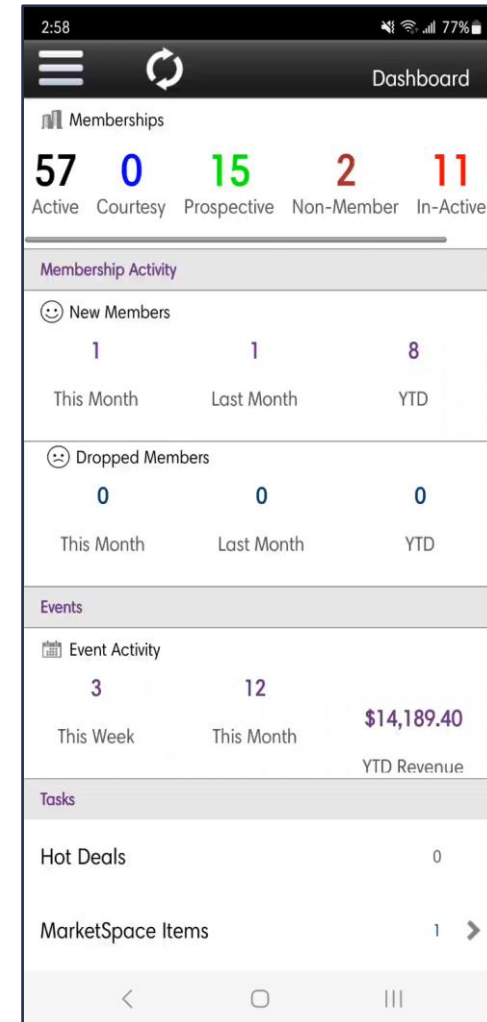 2:58 77%
Dashboard
Memberships
57 0 15 2 11
Active Courtesy Prospective Non-Member In-Active
Membership Activity
New Members
1 1 8
This Month Last Month YTD
Dropped Members
0 0 0
This Month Last Month YTD
Events
Event Activity
3 12 $14,189.40
This Week This Month YTD Revenue
Tasks
Hot Deals 0
MarketSpace Items 1